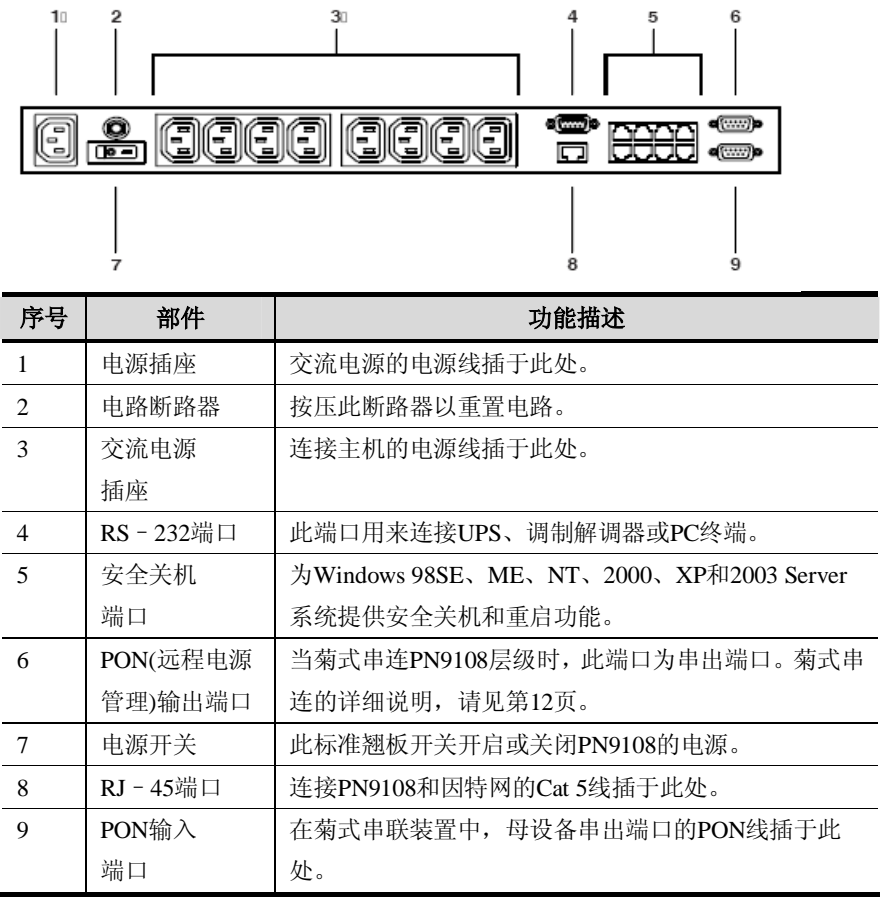 1 2 3 4 5 6
7 8 9
序号 部件 功能描述
1 电源插座 交流电源的电源线插于此处。
2 电路断路器 按压此断路器以重置电路。
3 交流电源 连接主机的电源线插于此处。
插座
4 RS﹣232端口 此端口用来连接UPS、调制解调器或PC终端。
5 安全关机 为Windows 98SE、ME、NT、2000、XP和2003 Server
端口 系统提供安全关机和重启功能。
6 PON(远程电源 当菊式串连PN9108层级时，此端口为串出端口。菊式串
管理)输出端口 连的详细说明，请见第12页。
7 电源开关 此标准翘板开关开启或关闭PN9108的电源。
8 RJ﹣45端口 连接PN9108和因特网的Cat 5线插于此处。
9 PON输入 在菊式串联装置中，母设备串出端口的PON线插于此
端口 处。